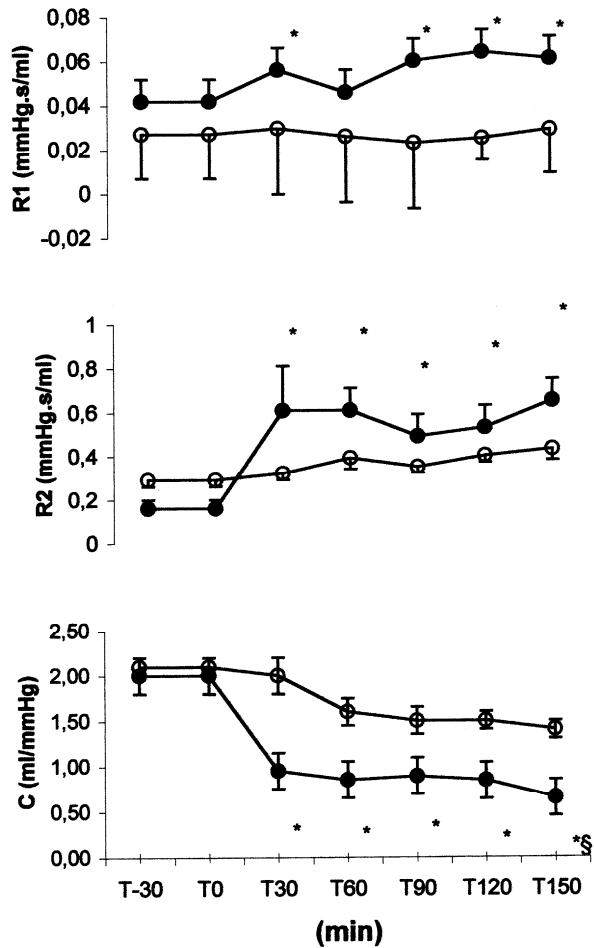 R1 (mmHg.s/ml)
0,08
0,06
0,04
0,02
0
-0,02
* * * *
R2 (mmHg.s/ml)
1
0,8
0,6
0,4
0,2
0
* * * * *
C (ml/mmHg)
2,50
2,00
1,50
1,00
0,50
0,00
* * * * *§
T-30 T0 T30 T60 T90 T120 T150
(min)